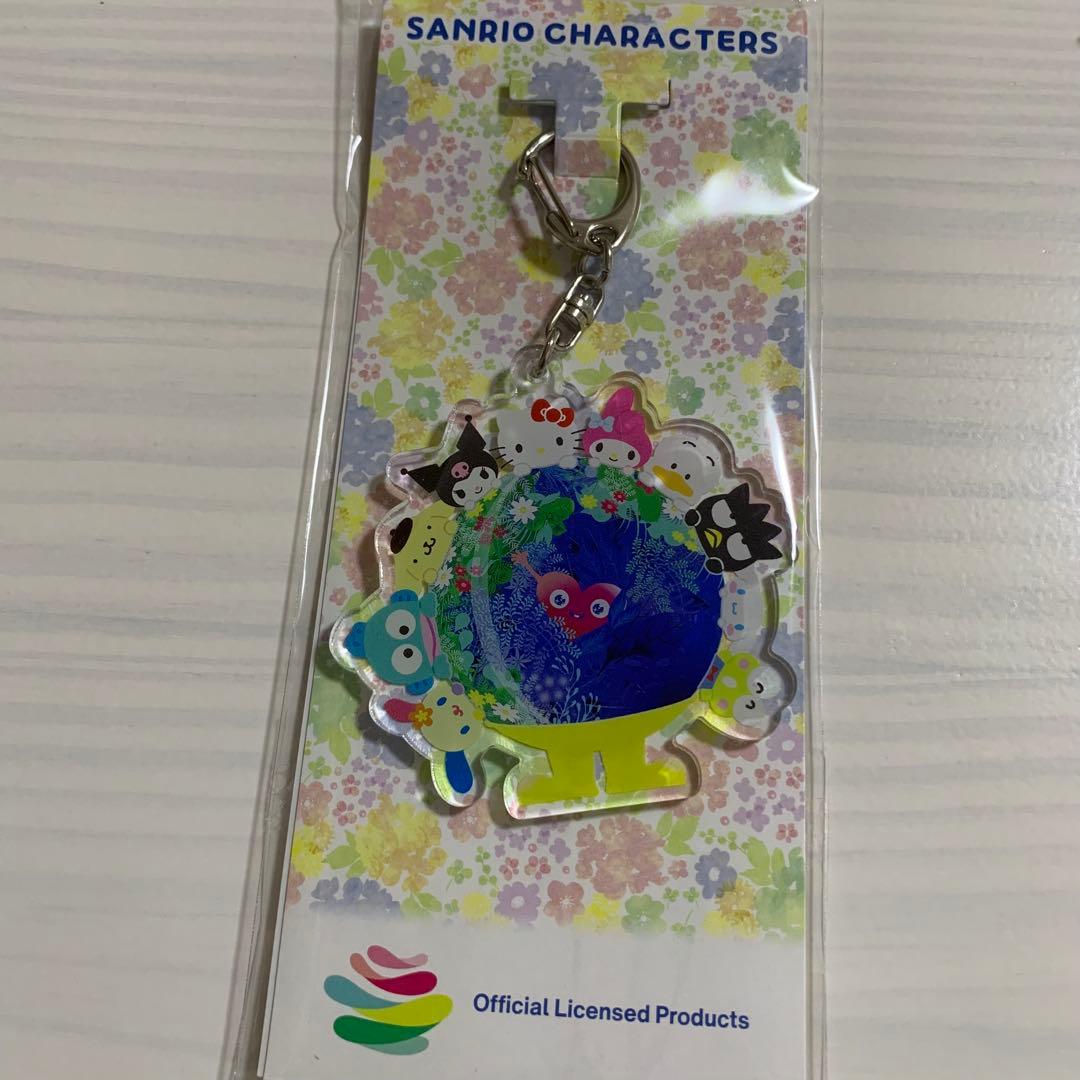 SANRIO CHARACTERS
Official Licensed Products